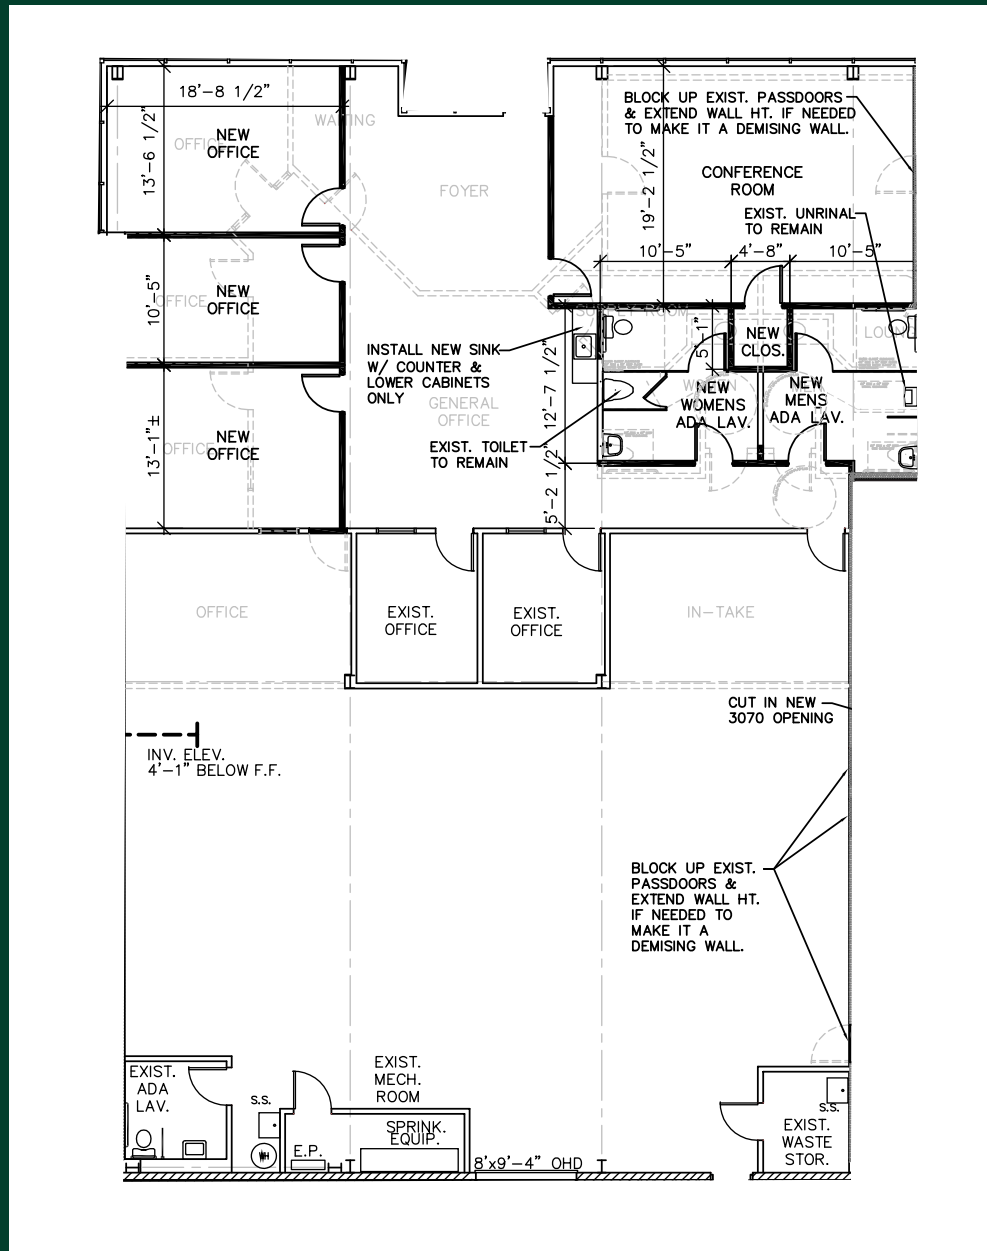 18'-8 1/2"
13'-6 1/2"
OFFICE
NEW
OFFICE
WAITING
FOYER
BLOCK UP EXIST. PASSDOORS
& EXTEND WALL HT. IF NEEDED
TO MAKE IT A DEMISING WALL.
19'-2 1/2"
CONFERENCE
ROOM
EXIST. UNRINAL
TO REMAIN
10'-5"
4'-8"
10'-5"
10'-5"
OFFICE
NEW
OFFICE
SUPPLY ROOM
5'-1"
NEW
CLOS.
INSTALL NEW SINK
W/ COUNTER &
LOWER CABINETS
ONLY
12'-7 1/2"
GENERAL
OFFICE
NEW
WOMENS
ADA LAV.
NEW
MENS
ADA LAV.
13'-1"±
OFFICE
NEW
OFFICE
EXIST. TOILET
TO REMAIN
5'-2 1/2"
OFFICE
EXIST.
OFFICE
EXIST.
OFFICE
IN-TAKE
CUT IN NEW
3070 OPENING
INV. ELEV.
4'-1" BELOW F.F.
BLOCK UP EXIST.
PASSDOORS &
EXTEND WALL HT.
IF NEEDED TO
MAKE IT A
DEMISING WALL.
EXIST.
ADA
LAV.
S.S.
WH
EXIST.
MECH.
ROOM
SPRINK.
EQUIP.
E.P.
8'x9'-4" OHD
S.S.
EXIST.
WASTE
STOR.